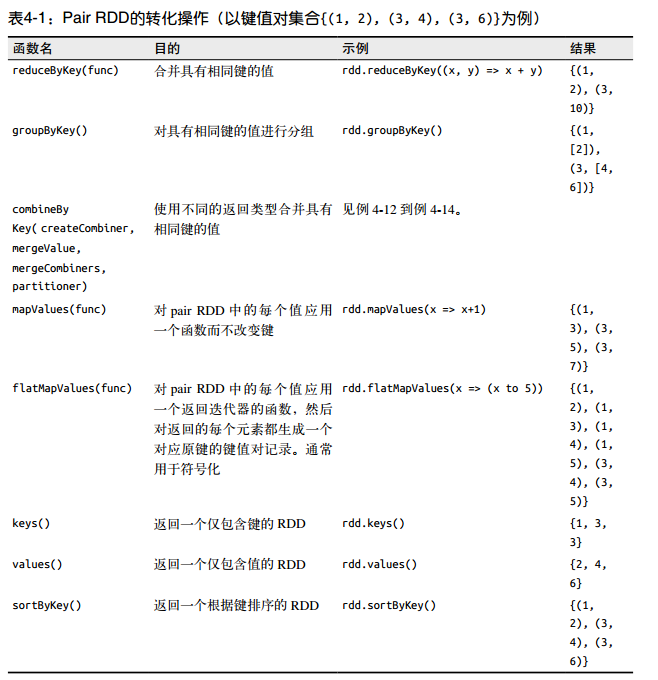 表4-1：Pair RDD的转化操作（以键值对集合{(1, 2), (3, 4), (3, 6)}为例）
函数名 目的 示例 结果
reduceByKey(func) 合并具有相同键的值 rdd.reduceByKey((x, y) => x + y) {(1,
2), (3,
10)}
groupByKey() 对具有相同键的值进行分组 rdd.groupByKey() {(1,
[2]),
(3, [4,
6])}
combineBy 使用不同的返回类型合并具有 见例 4-12 到例 4-14。
Key( createCombiner, 相同键的值
mergeValue,
mergeCombiners,
partitioner)
mapValues(func) 对 pair RDD 中的每个值应用 rdd.mapValues(x => x+1) {(1,
一个函数而不改变键 3), (3,
5), (3,
7)}
flatMapValues(func) 对 pair RDD 中的每个值应用 rdd.flatMapValues(x => (x to 5)) {(1,
一个返回迭代器的函数，然后 2), (1,
对返回的每个元素都生成一个 3), (1,
对应原键的键值对记录。通常 4), (1,
用于符号化 5), (3,
4), (3,
5)}
keys() 返回一个仅包含键的 RDD rdd.keys() {1, 3,
3}
values() 返回一个仅包含值的 RDD rdd.values() {2, 4,
6}
sortByKey() 返回一个根据键排序的 RDD rdd.sortByKey() {(1,
2), (3,
4), (3,
6)}